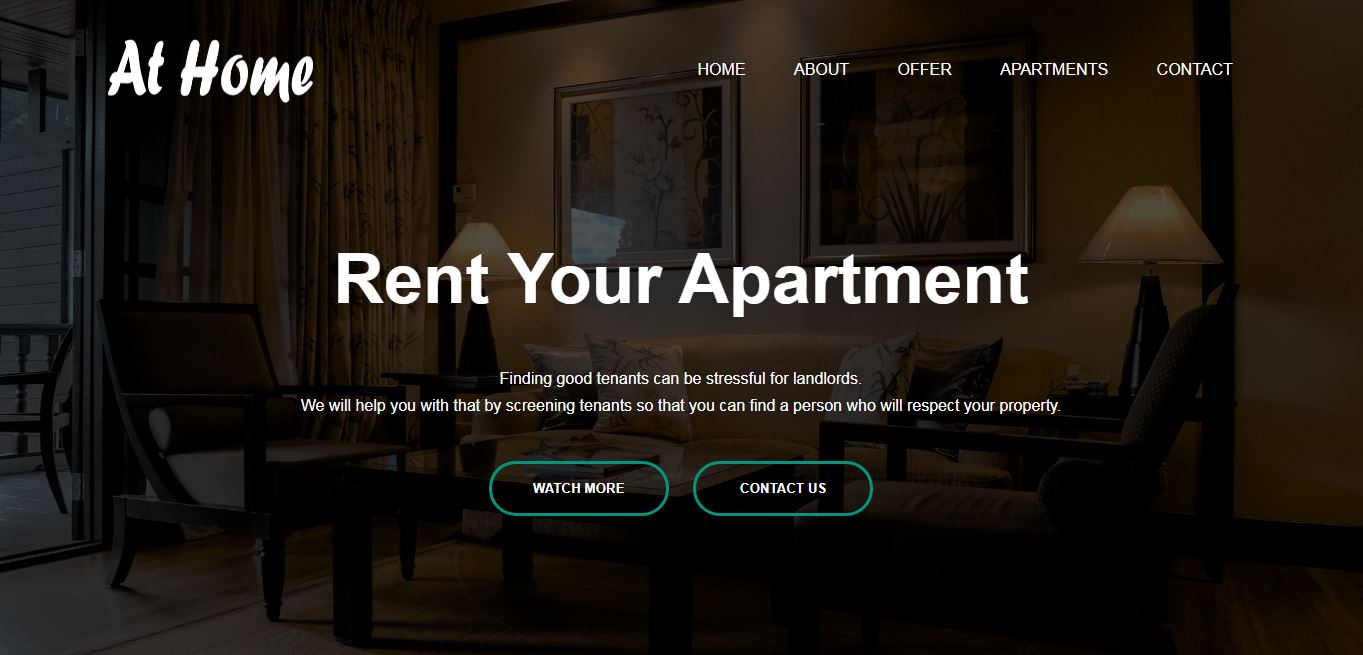 At Home
HOME ABOUT OFFER APARTMENTS CONTACT
Rent Your Apartment
Finding good tenants can be stressful for landlords.
We will help you with that by screening tenants so that you can find a person who will respect your property.
WATCH MORE CONTACT US